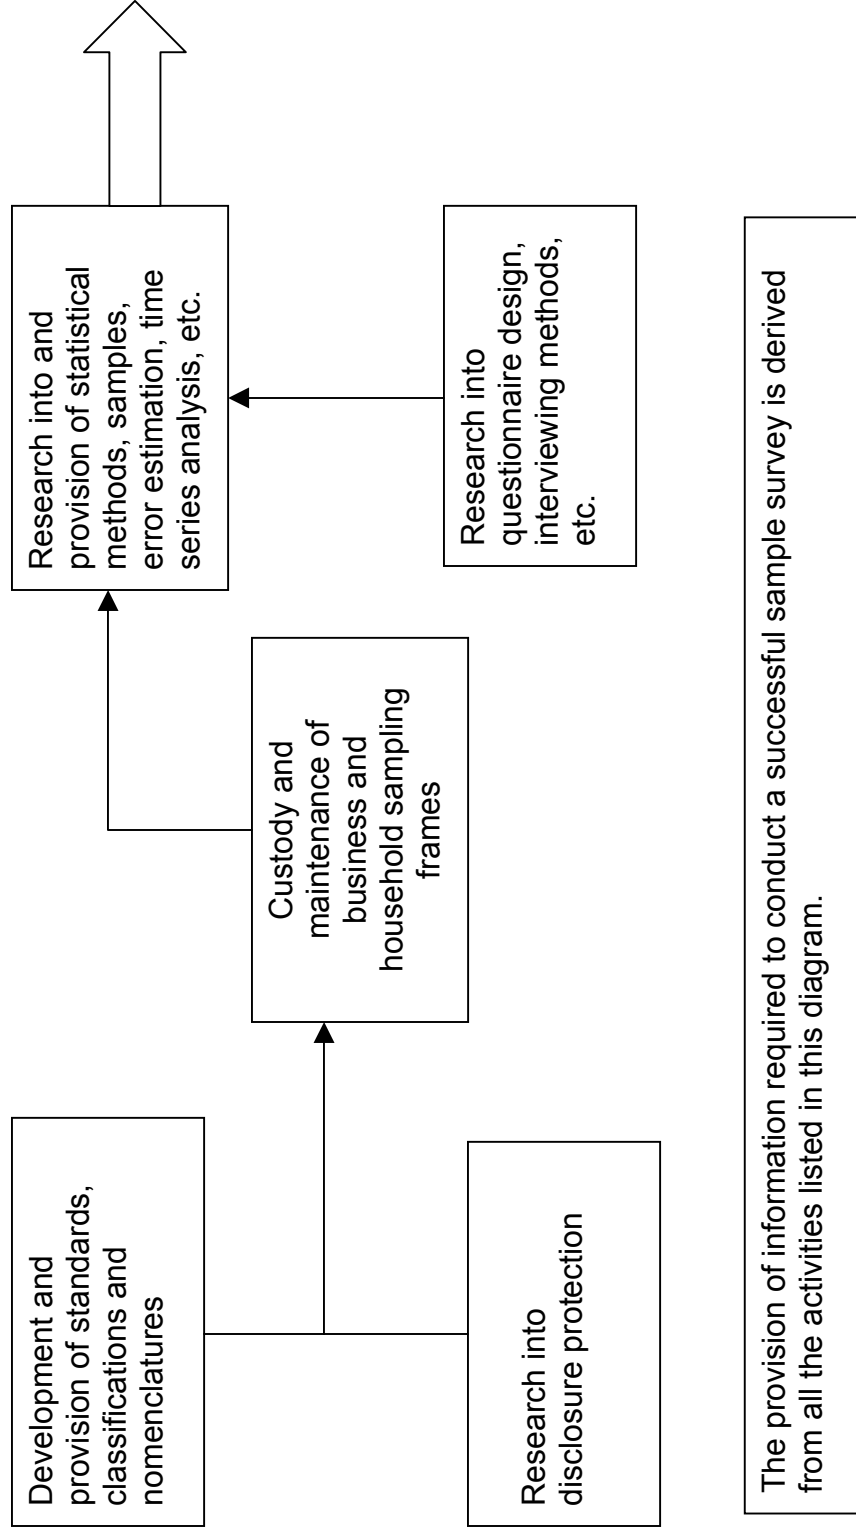 Development and
provision of standards,
classifications and
nomenclatures
Research into
disclosure protection
Custody and
maintenance of
business and
household sampling
frames
Research into and
provision of statistical
methods, samples,
error estimation, time
series analysis, etc.
Research into
questionnaire design,
interviewing methods,
etc.
The provision of information required to conduct a successful sample survey is derived
from all the activities listed in this diagram.